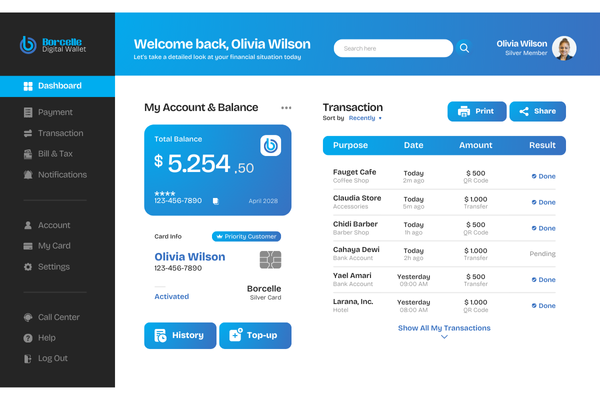 Borcelle
Digital Wallet
Dashboard
Payment
Transaction
Bill & Tax
Notifications
Account
My Card
Settings
Call Center
Help
Log Out
Welcome back, Olivia Wilson
Let's take a detailed look at your financial situation today
Search here
Olivia Wilson
Silver Member
My Account & Balance
Total Balance
$ 5.254 .50
****
123-456-7890
April 2028
Card Info
Priority Customer
Olivia Wilson
123-456-7890
Activated
Borcelle
Silver Card
History
Top-up
Transaction
Sort by Recently
Print
Share
Purpose Date Amount Result
Fauget Cafe Today $ 500 Done
Coffee Shop 2m ago QR Code
Claudia Store Today $ 1.000 Done
Accessories 5m ago Transfer
Chidi Barber Today $ 500 Done
Barber Shop 1h ago QR Code
Cahaya Dewi Today $ 1.000 Pending
Bank Account 2h ago Transfer
Yael Amari Yesterday $ 500 Done
Bank Account 09:00 AM Transfer
Larana, Inc. Yesterday $ 1.000 Done
Hotel 08:00 AM Transfer
Show All My Transactions